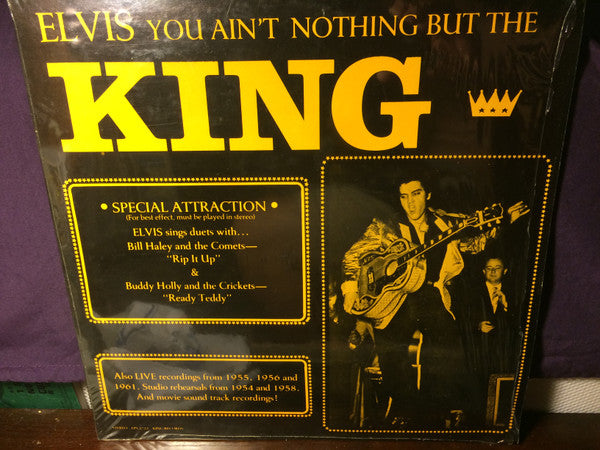 ELVIS YOU AIN'T NOTHING BUT THE
KING
• SPECIAL ATTRACTION •
(For best effect, must be played in stereo)
ELVIS sings duets with...
Bill Haley and the Comets—
"Rip It Up"
&
Buddy Holly and the Crickets—
"Ready Teddy"
Also LIVE recordings from 1955, 1956 and
1961. Studio rehearsals from 1954 and 1958.
And movie sound track recordings!